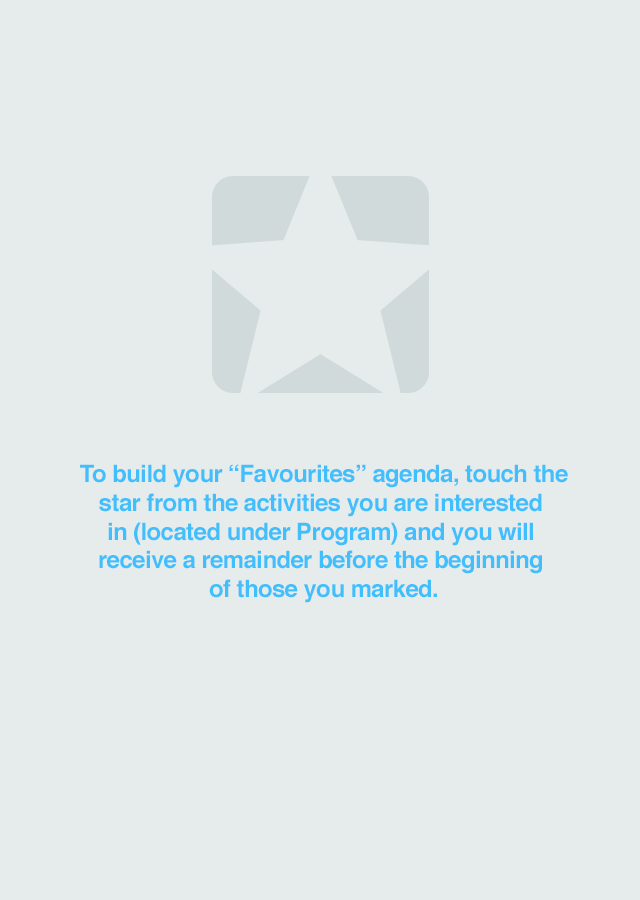 To build your “Favourites” agenda, touch the
star from the activities you are interested
in (located under Program) and you will
receive a remainder before the beginning
of those you marked.